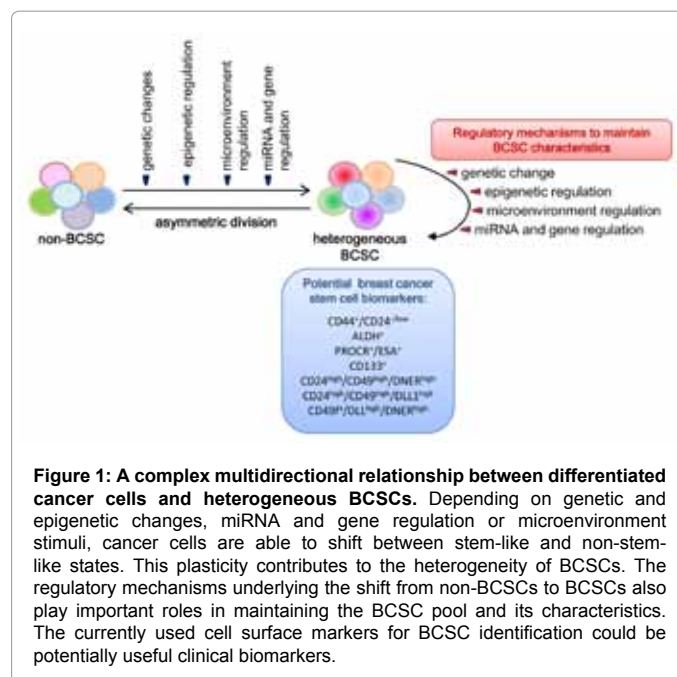 genetic changes
epigenetic regulation
microenvironment
regulation
miRNA and gene
regulation
Regulatory mechanisms to maintain
BCSC characteristics
genetic change
epigenetic regulation
microenvironment regulation
miRNA and gene regulation
non-BCSC
asymmetric division
heterogeneous
BCSC
Potential breast cancer
stem cell biomarkers:
CD44⁺/CD24
ALDH⁺
PROCR⁺/ESA⁺
CD133⁺
CD24ʰⁱᵍʰ/CD49ʰⁱᵍʰ/DNERʰⁱᵍʰ
CD24ʰⁱᵍʰ/CD49ʰⁱᵍʰ/DLL1ʰⁱᵍʰ
Figure 1: A complex multidirectional relationship between differentiated
cancer cells and heterogeneous BCSCs. Depending on genetic and
epigenetic changes, miRNA and gene regulation or microenvironment
stimuli, cancer cells are able to shift between stem-like and non-stem-
like states. This plasticity contributes to the heterogeneity of BCSCs. The
regulatory mechanisms underlying the shift from non-BCSCs to BCSCs also
play important roles in maintaining the BCSC pool and its characteristics.
The currently used cell surface markers for BCSC identification could be
potentially useful clinical biomarkers.